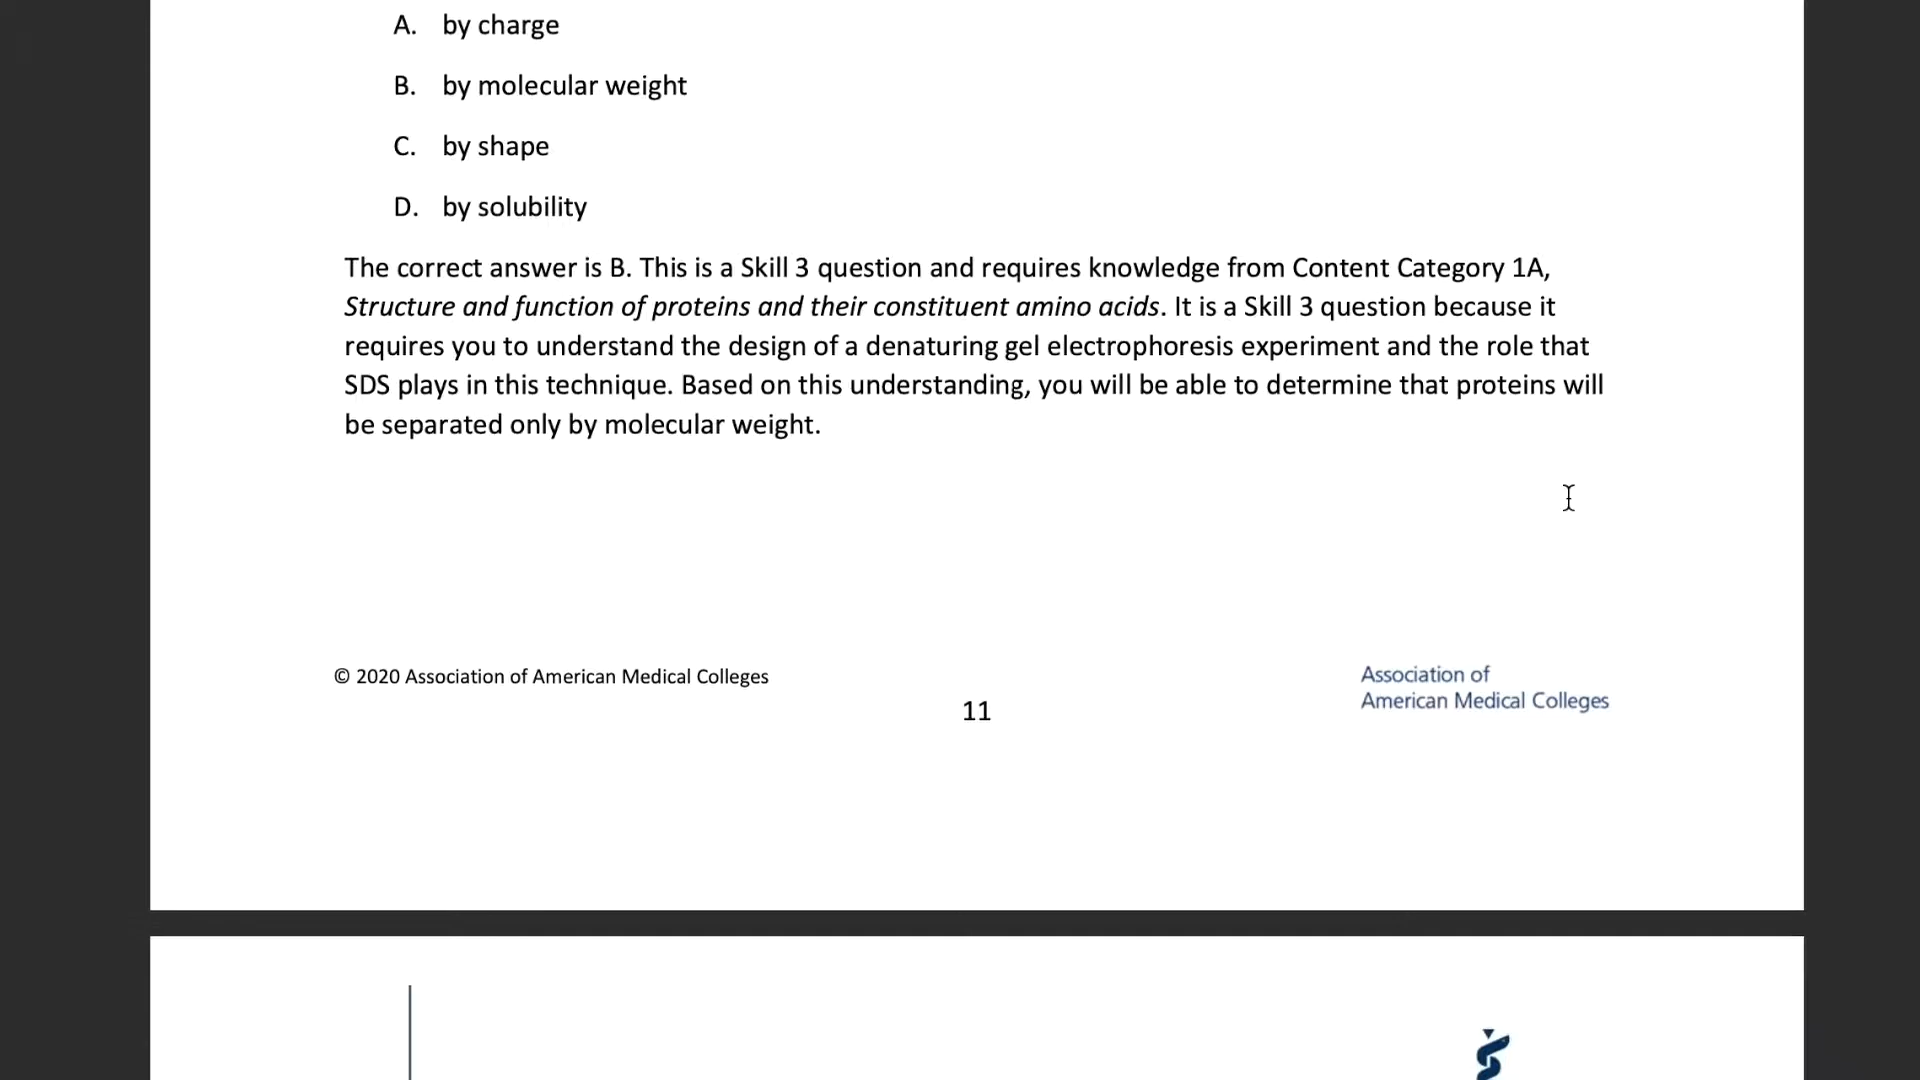 A. by charge
B. by molecular weight
C. by shape
D. by solubility
The correct answer is B. This is a Skill 3 question and requires knowledge from Content Category 1A,
Structure and function of proteins and their constituent amino acids. It is a Skill 3 question because it
requires you to understand the design of a denaturing gel electrophoresis experiment and the role that
SDS plays in this technique. Based on this understanding, you will be able to determine that proteins will
be separated only by molecular weight.
© 2020 Association of American Medical Colleges
Association of
American Medical Colleges
11